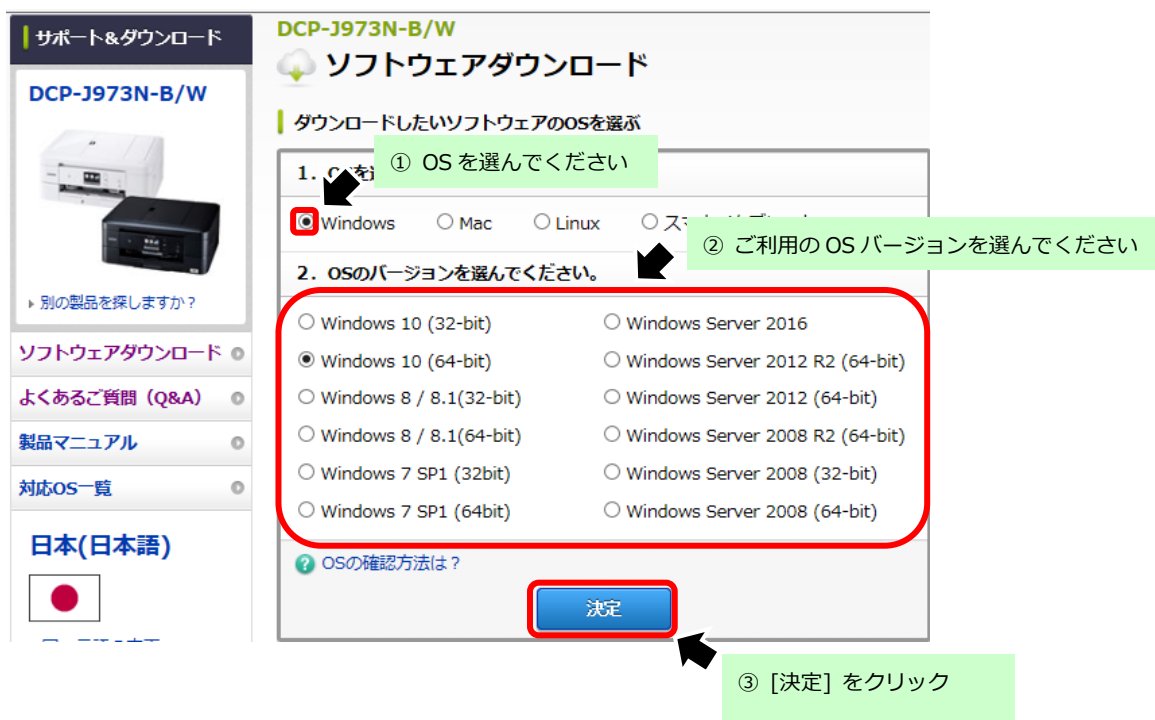 サポート&ダウンロード
DCP-J973N-B/W
別の製品を探しますか？
ソフトウェアダウンロード
よくあるご質問（Q&A）
製品マニュアル
対応OS一覧
日本(日本語)
DCP-J973N-B/W
ソフトウェアダウンロード
ダウンロードしたいソフトウェアのOSを選ぶ
① OS を選んでください
1.
Windows Mac Linux
② ご利用の OS バージョンを選んでください
2. OSのバージョンを選んでください。
Windows 10 (32-bit) Windows Server 2016
Windows 10 (64-bit) Windows Server 2012 R2 (64-bit)
Windows 8 / 8.1(32-bit) Windows Server 2012 (64-bit)
Windows 8 / 8.1(64-bit) Windows Server 2008 R2 (64-bit)
Windows 7 SP1 (32bit) Windows Server 2008 (32-bit)
Windows 7 SP1 (64bit) Windows Server 2008 (64-bit)
OSの確認方法は？
決定
③ [決定] をクリック